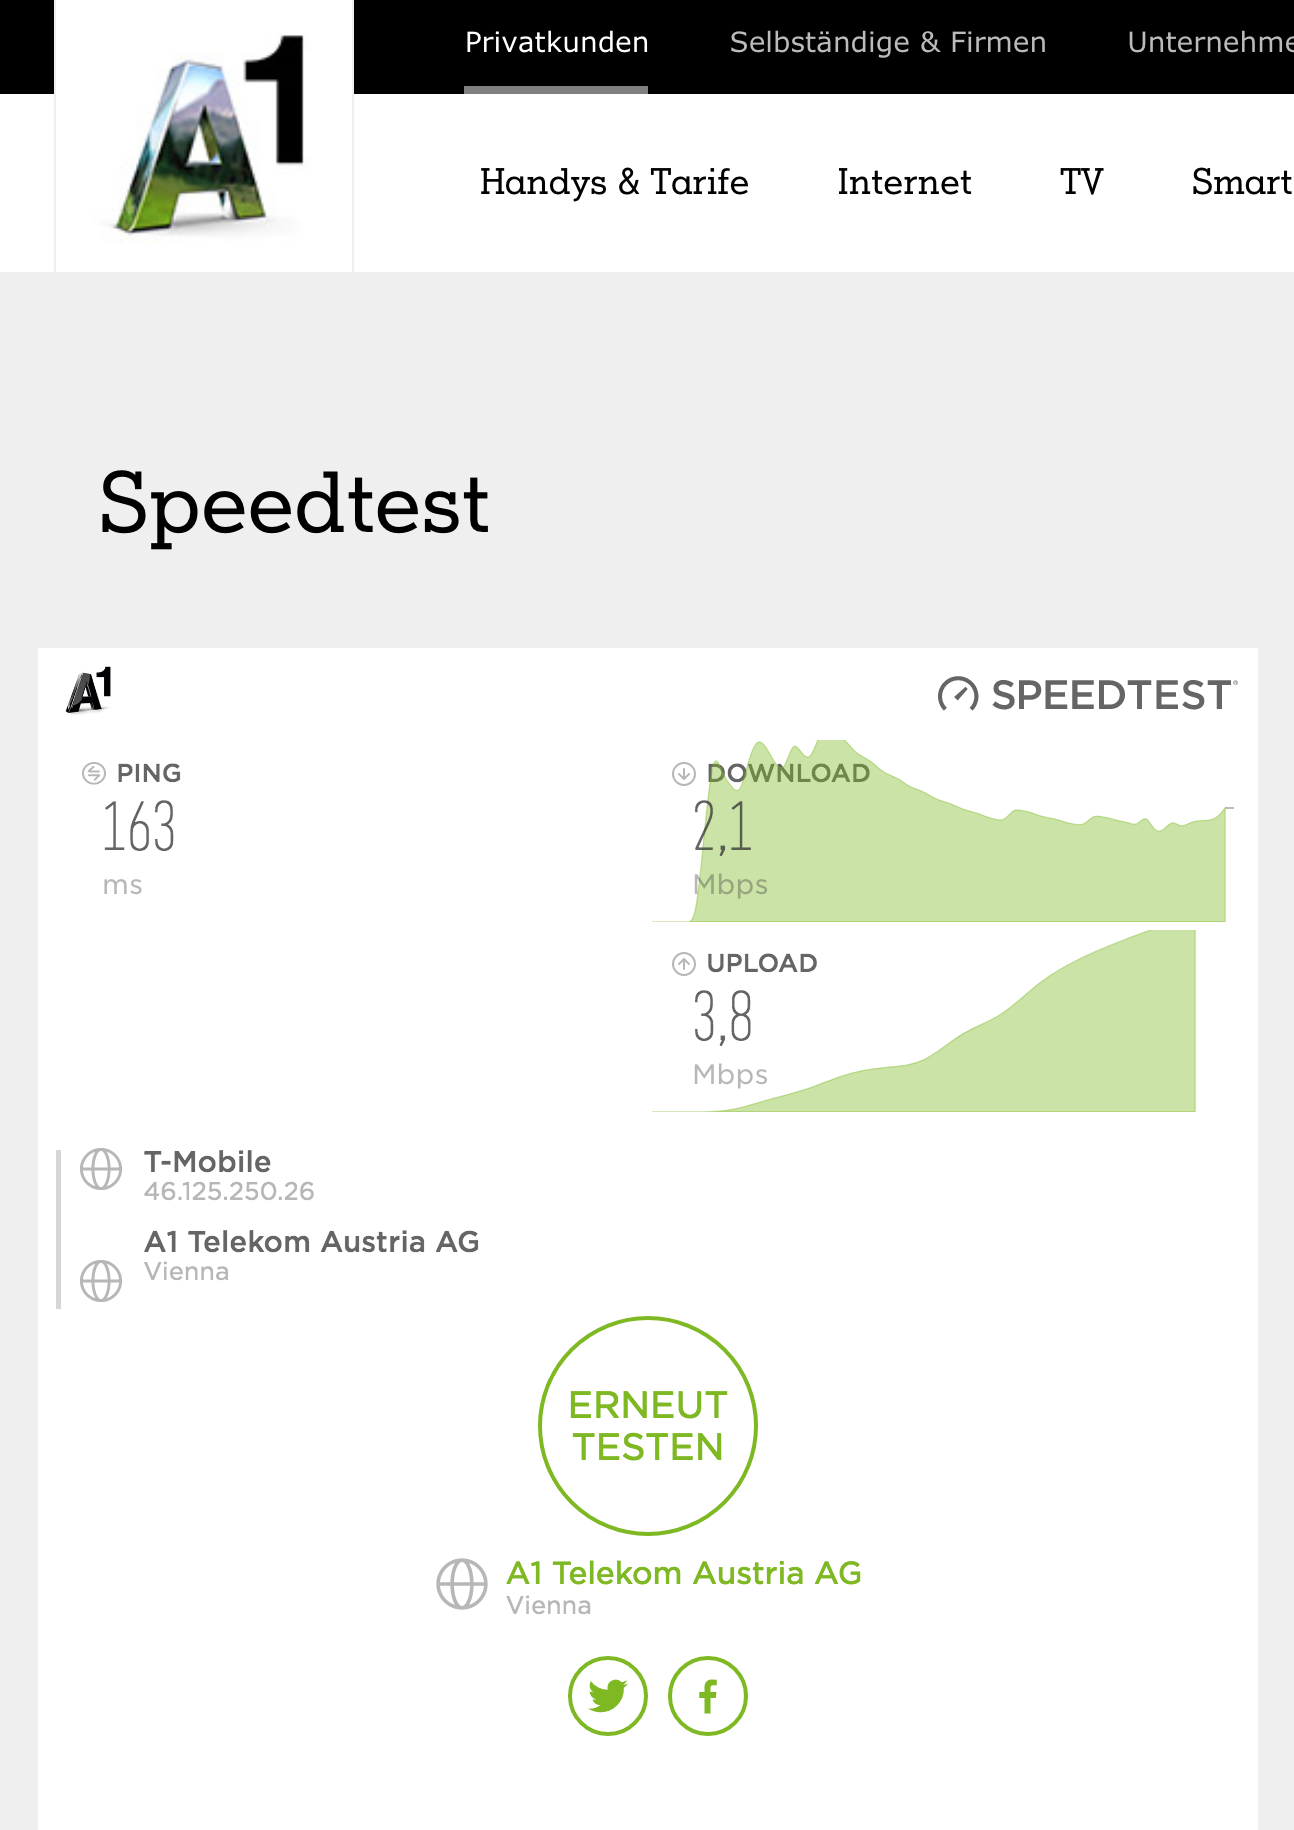 A1
Privatkunden
Selbständige & Firmen
Unternehme
Handys & Tarife
Internet
TV
Smart
Speedtest
A1
SPEEDTEST®
PING
163
ms
DOWNLOAD
2,1
Mbps
UPLOAD
3,8
Mbps
T-Mobile
46.125.250.26
A1 Telekom Austria AG
Vienna
ERNEUT
TESTEN
A1 Telekom Austria AG
Vienna